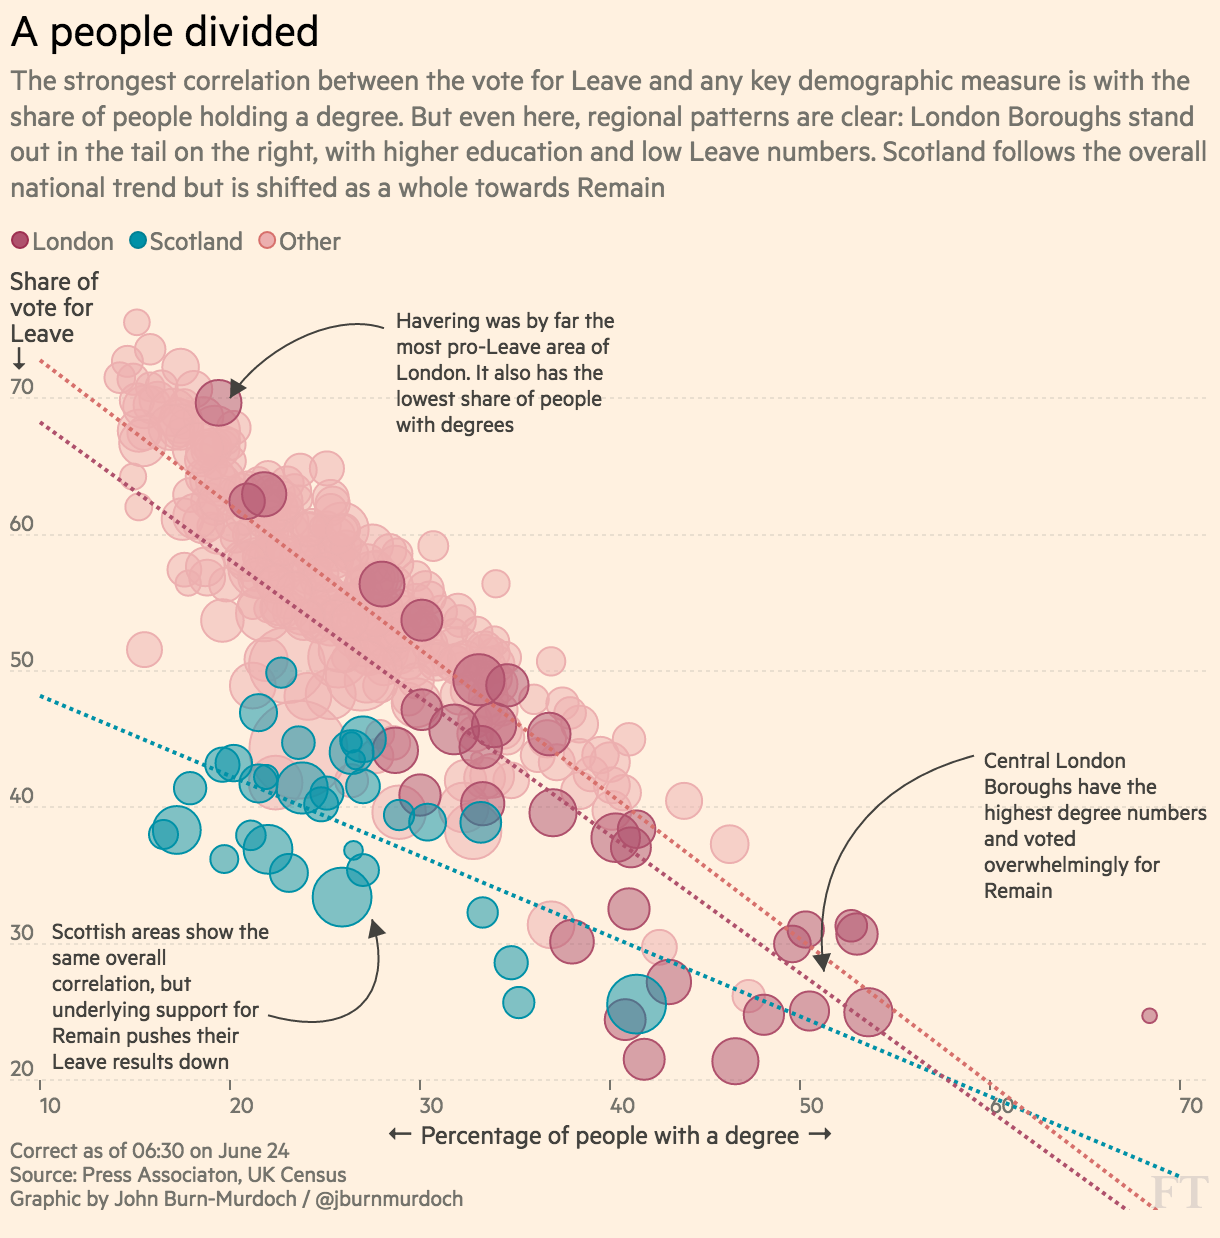 A people divided
The strongest correlation between the vote for Leave and any key demographic measure is with the
share of people holding a degree. But even here, regional patterns are clear: London Boroughs stand
out in the tail on the right, with higher education and low Leave numbers. Scotland follows the overall
national trend but is shifted as a whole towards Remain
London Scotland Other
Share of
vote for
Leave
↓
Havering was by far the
most pro-Leave area of
London. It also has the
lowest share of people
with degrees
70
60
50
40
30
20
Central London
Boroughs have the
highest degree numbers
and voted
overwhelmingly for
Remain
Scottish areas show the
same overall
correlation, but
underlying support for
Remain pushes their
Leave results down
10 20 30 40 50 60 70
← Percentage of people with a degree →
Correct as of 06:30 on June 24
Source: Press Associaton, UK Census
Graphic by John Burn-Murdoch / @jburnmurdoch
FT